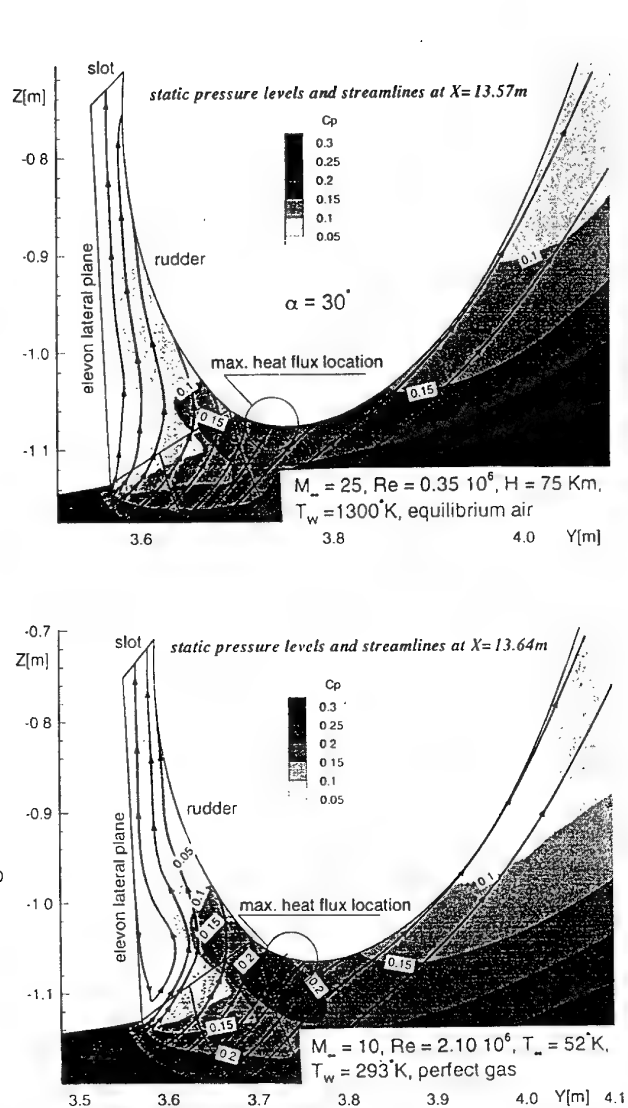 slot
Z[m]
static pressure levels and streamlines at X=13.57m
Cp
0.3
0.25
0.2
0.15
0.1
0.05
-0.8
-0.9
-1.0
-1.1
elevon lateral plane
rudder
α = 30°
max. heat flux location
0.1
0.15
0.1
0.15
M∞ = 25, Re = 0.35 10⁶, H = 75 Km,
T_W =1300°K, equilibrium air
3.6
3.8
4.0
Y[m]
-0.7
slot
Z[m]
static pressure levels and streamlines at X=13.64m
Cp
0.3
0.25
0.2
0.15
0.1
0.05
-0.8
-0.9
-1.0
-1.1
elevon lateral plane
rudder
0.05
max. heat flux location
0.1
0.15
0.2
0.2
0.1
0.15
0.15
0.2
M∞ = 10, Re = 2.10 10⁶, T∞ = 52°K,
T_W = 293°K, perfect gas
3.5
3.6
3.7
3.8
3.9
4.0
Y[m]
4.1